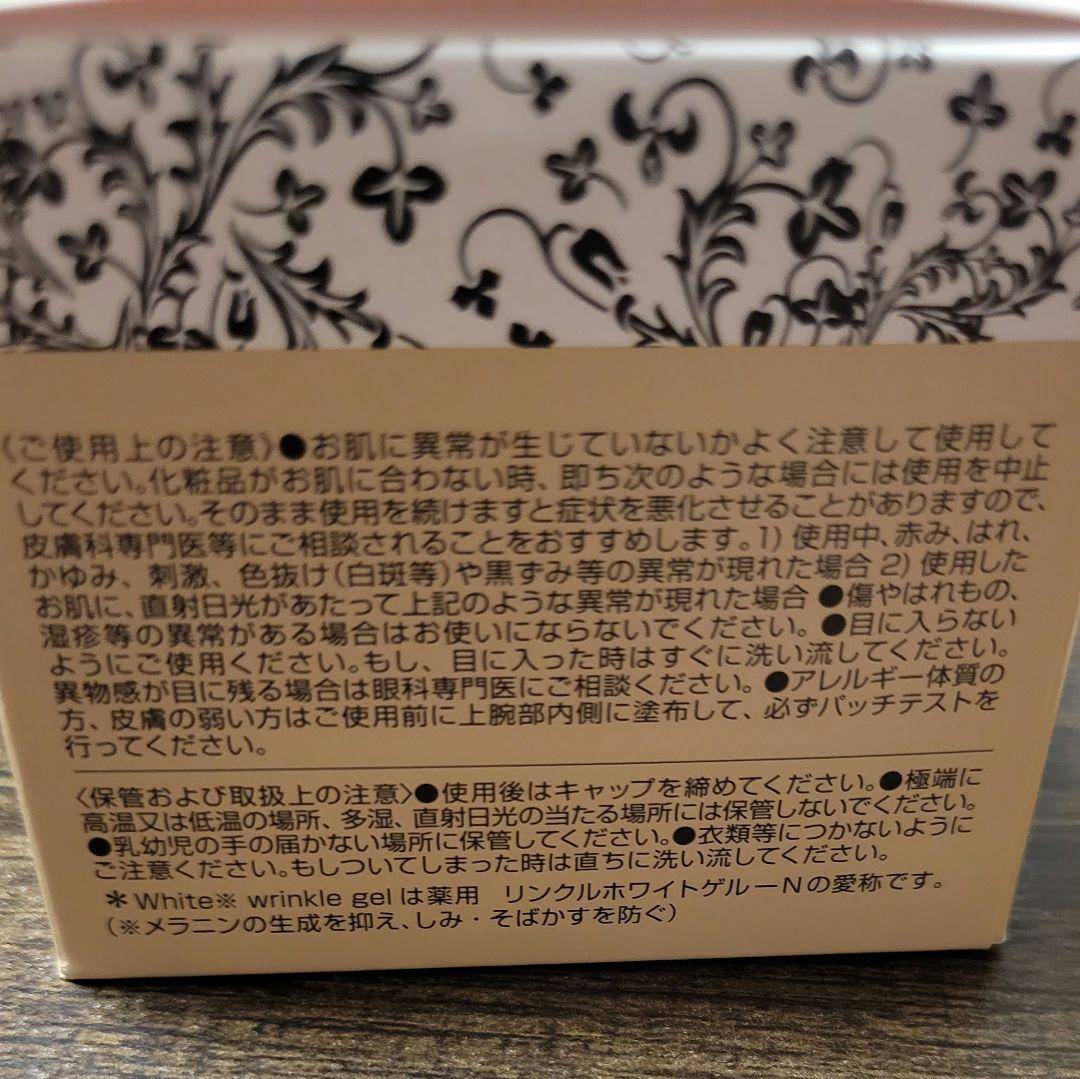 〈ご使用上の注意〉●お肌に異常が生じていないかよく注意して使用して
ください。化粧品がお肌に合わない時、即ち次のような場合には使用を中止
してください。そのまま使用を続けますと症状を悪化させることがありますので、
皮膚科専門医等にご相談されることをおすすめします。1) 使用中、赤み、はれ、
かゆみ、刺激、色抜け(白斑等)や黒ずみ等の異常が現れた場合 2) 使用した
お肌に、直射日光があたって上記のような異常が現れた場合 ●傷やはれもの、
湿疹等の異常がある場合はお使いにならないでください。●目に入らない
ようにご使用ください。もし、目に入った時はすぐに洗い流してください。
異物感が目に残る場合は眼科専門医にご相談ください。●アレルギー体質の
方、皮膚の弱い方はご使用前に上腕部内側に塗布して、必ずパッチテストを
行ってください。
〈保管および取扱上の注意〉●使用後はキャップを締めてください。●極端に
高温又は低温の場所、多湿、直射日光の当たる場所には保管しないでください。
●乳幼児の手の届かない場所に保管してください。●衣類等につかないように
ご注意ください。もしついてしまった時は直ちに洗い流してください。
＊White※ wrinkle gelは薬用 リンクルホワイトゲルーNの愛称です。
(※メラニンの生成を抑え、しみ・そばかすを防ぐ)